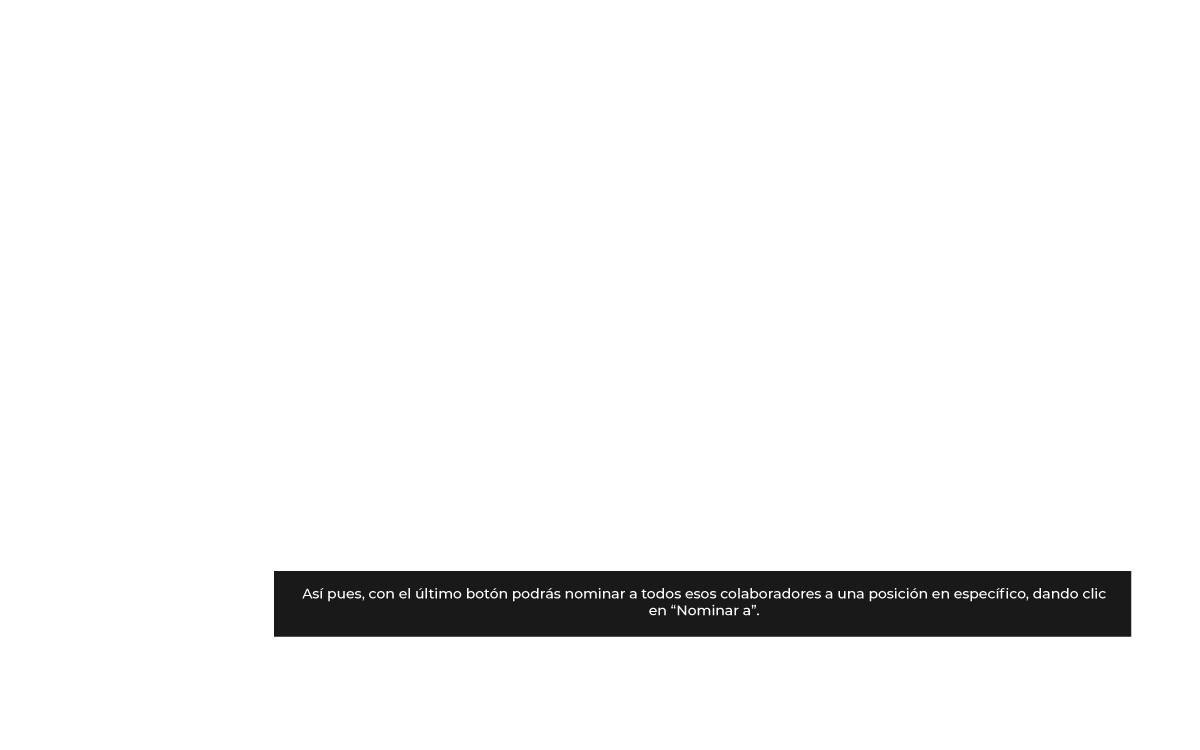 Así pues, con el último botón podrás nominar a todos esos colaboradores a una posición en específico, dando clic
en “Nominar a”.